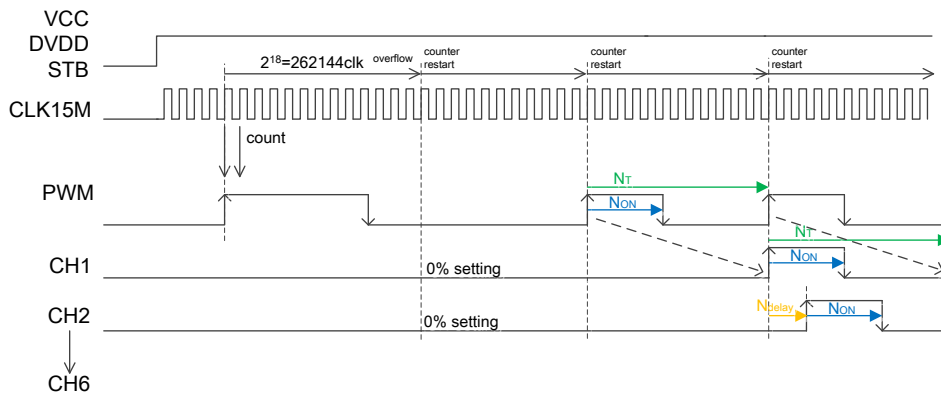 VCC
DVDD
STB
2¹⁸=262144clk
overflow
counter
restart
counter
restart
counter
restart
CLK15M
count
PWM
NT
NON
NT
CH1
0% setting
NON
CH2
0% setting
Ndelay
NON
CH6